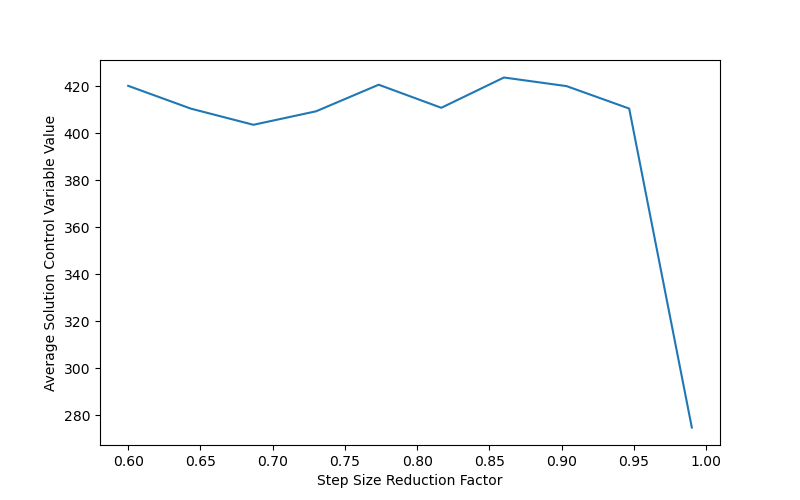 420
400
380
360
340
320
300
280
Average Solution Control Variable Value
0.60 0.65 0.70 0.75 0.80 0.85 0.90 0.95 1.00
Step Size Reduction Factor